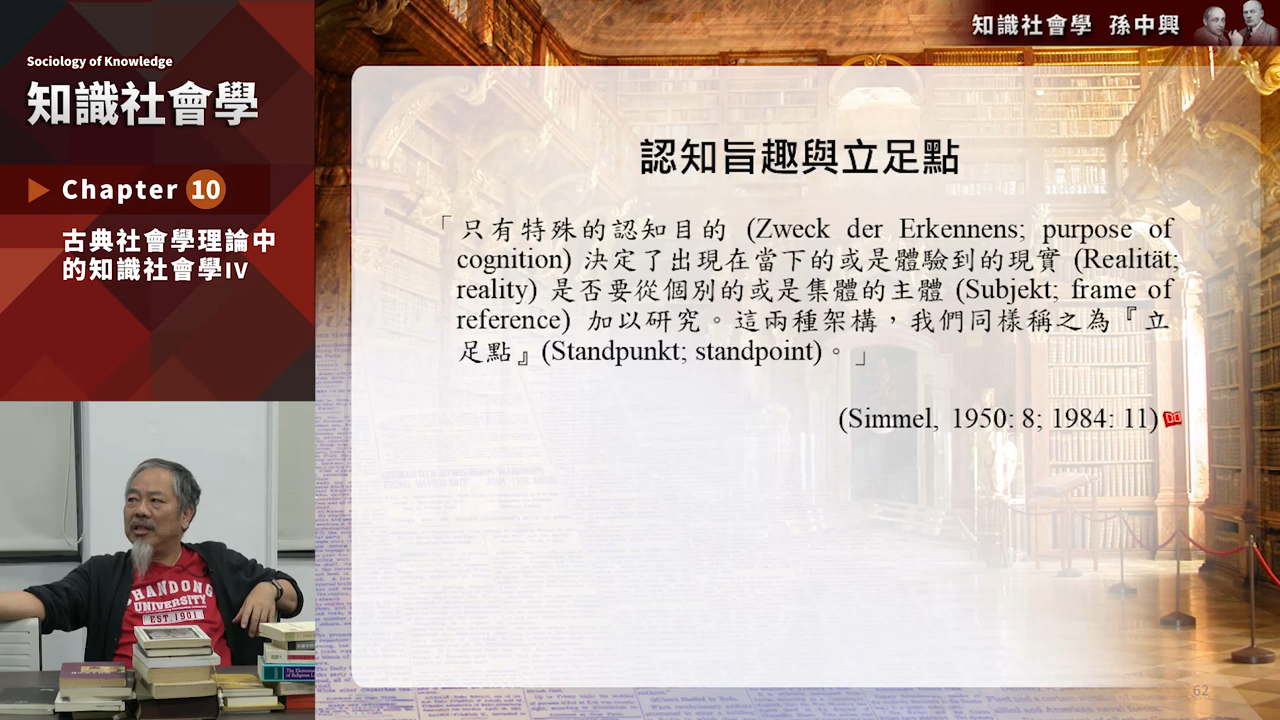 Sociology of Knowledge
知識社會學
Chapter 10
古典社會學理論中
的知識社會學IV
知識社會學 孫中興
認知旨趣與立足點
「只有特殊的認知目的 (Zweck der Erkennens; purpose of
cognition) 決定了出現在當下的或是體驗到的現實 (Realität;
reality) 是否要從個別的或是集體的主體 (Subjekt; frame of
reference) 加以研究。這兩種架構，我們同樣稱之為『立
足點』(Standpunkt; standpoint)。」
(Simmel, 1950: 8; 1984: 11)
HANDONG
UNIVERSITY
EST.1901
62